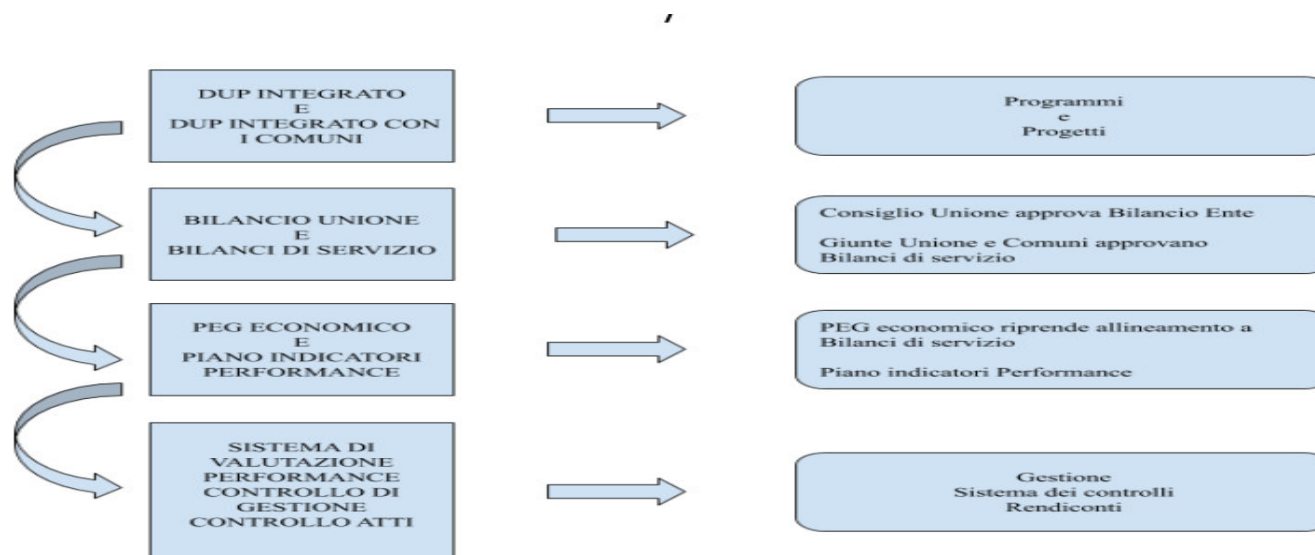 DUP INTEGRATO
E
DUP INTEGRATO CON
I COMUNI
Programmi
e
Progetti
BILANCIO UNIONE
E
BILANCI DI SERVIZIO
Consiglio Unione approva Bilancio Ente
Giunte Unione e Comuni approvano
Bilanci di servizio
PEG ECONOMICO
E
PIANO INDICATORI
PERFORMANCE
PEG economico riprende allineamento a
Bilanci di servizio
Piano indicatori Performance
SISTEMA DI
VALUTAZIONE
PERFORMANCE
CONTROLLO DI
GESTIONE
CONTROLLO ATTI
Gestione
Sistema dei controlli
Rendiconti